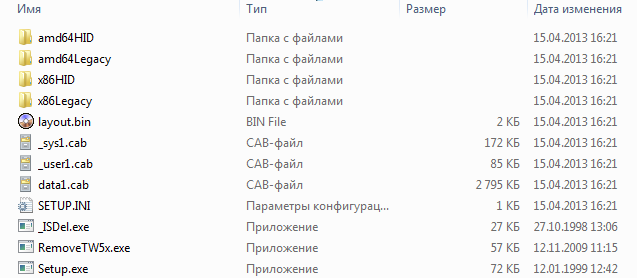 Имя Тип Размер Дата изменения
amd64HID Папка с файлами 15.04.2013 16:21
amd64Legacy Папка с файлами 15.04.2013 16:21
x86HID Папка с файлами 15.04.2013 16:21
x86Legacy Папка с файлами 15.04.2013 16:21
layout.bin BIN File 2 КБ 15.04.2013 16:21
_sys1.cab CAB-файл 172 КБ 15.04.2013 16:21
_user1.cab CAB-файл 85 КБ 15.04.2013 16:21
data1.cab CAB-файл 2 795 КБ 15.04.2013 16:21
SETUP.INI Параметры конфигурац... 1 КБ 15.04.2013 16:21
_ISDel.exe Приложение 27 КБ 27.10.1998 13:06
RemoveTW5x.exe Приложение 57 КБ 12.11.2009 11:15
Setup.exe Приложение 72 КБ 12.01.1999 12:42